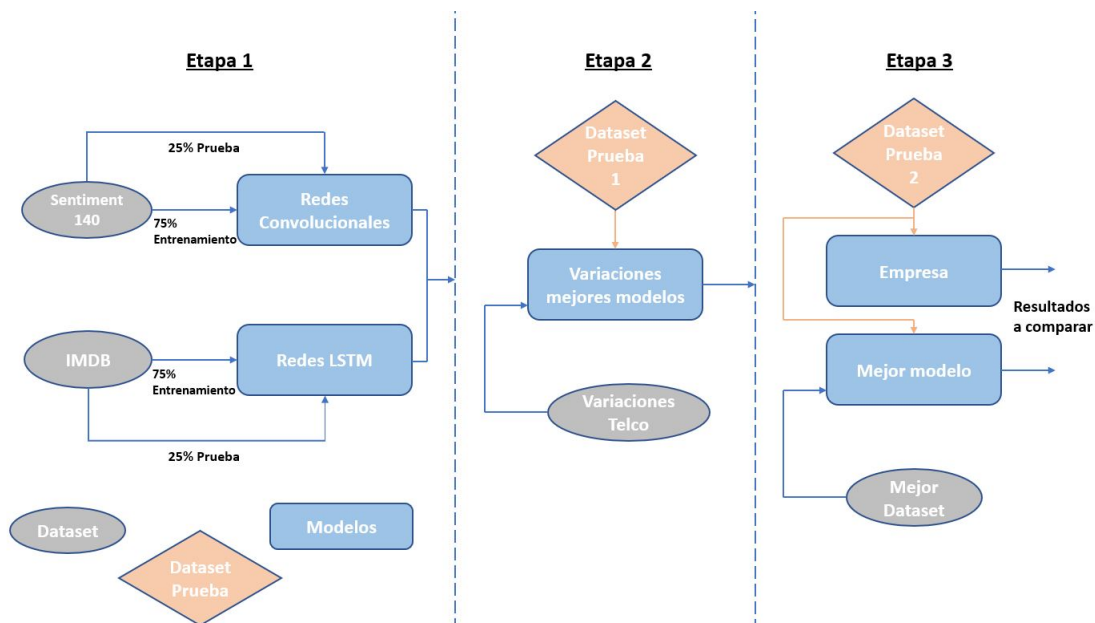 Etapa 1
Etapa 2
Etapa 3
25% Prueba
Sentiment
140
75%
Entrenamiento
Redes
Convolucionales
IMDB
75%
Entrenamiento
Redes LSTM
25% Prueba
Dataset
Modelos
Dataset
Prueba
Dataset
Prueba
1
Variaciones
mejores modelos
Variaciones
Telco
Dataset
Prueba
2
Empresa
Resultados
a comparar
Mejor modelo
Mejor
Dataset